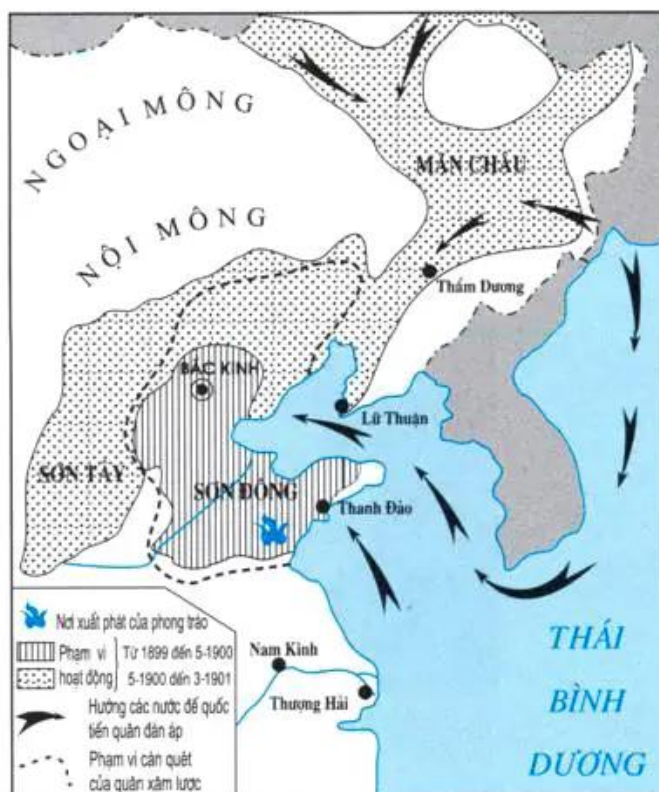 NGOẠI MÔNG
MÃN CHÂU
NỘI MÔNG
Thẩm Dương
BẮC KINH
Lữ Thuận
SƠN TÂY
SƠN ĐÔNG
Thanh Đảo
Nơi xuất phát của phong trào
Phạm vi
hoạt động
Từ 1899 đến 5-1900
5-1900 đến 3-1901
Hướng các nước đế quốc
tiến quân đàn áp
Phạm vi càn quét
của quân xâm lược
Nam Kinh
Thượng Hải
THÁI
BÌNH
DƯƠNG